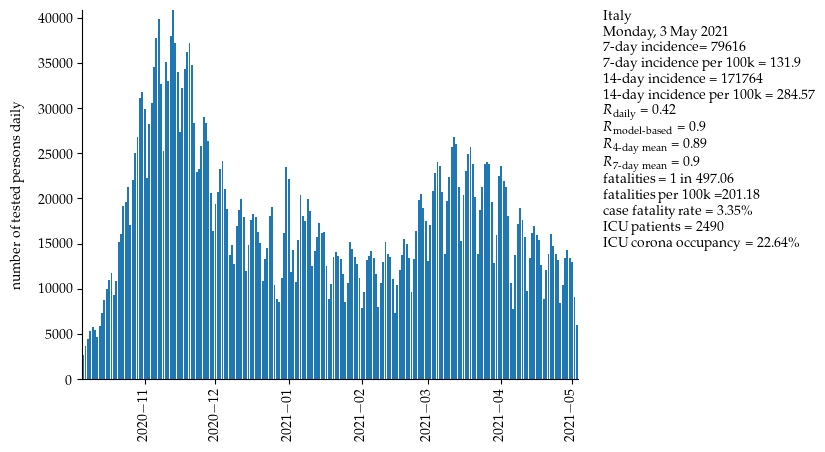 number of tested persons daily
40000
35000
30000
25000
20000
15000
10000
5000
0
2020−11
2020−12
2021−01
2021−02
2021−03
2021−04
2021−05
Italy
Monday, 3 May 2021
7-day incidence= 79616
7-day incidence per 100k = 131.9
14-day incidence = 171764
14-day incidence per 100k = 284.57
R daily = 0.42
R model-based = 0.9
R 4-day mean = 0.89
R 7-day mean = 0.9
fatalities = 1 in 497.06
fatalities per 100k =201.18
case fatality rate = 3.35%
ICU patients = 2490
ICU corona occupancy = 22.64%